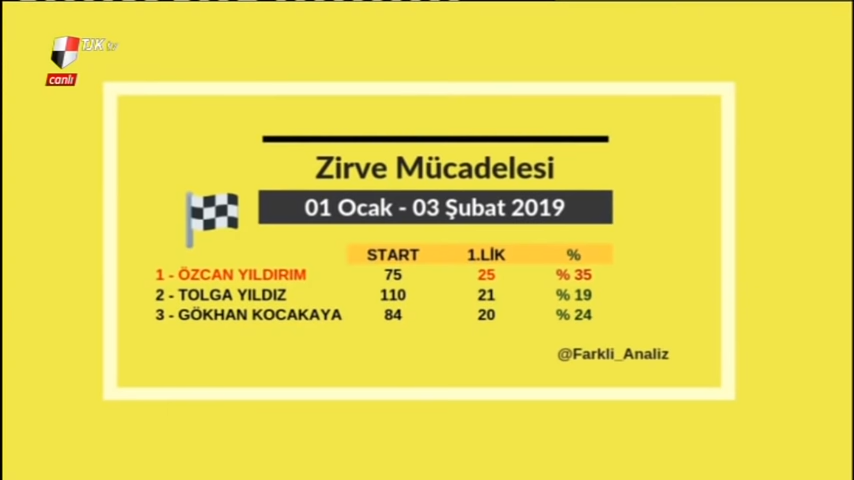 TJK tv
canlı
Zirve Mücadelesi
01 Ocak - 03 Şubat 2019
START 1.LİK %
1 - ÖZCAN YILDIRIM 75 25 % 35
2 - TOLGA YILDIZ 110 21 % 19
3 - GÖKHAN KOCAKAYA 84 20 % 24
@Farkli_Analiz